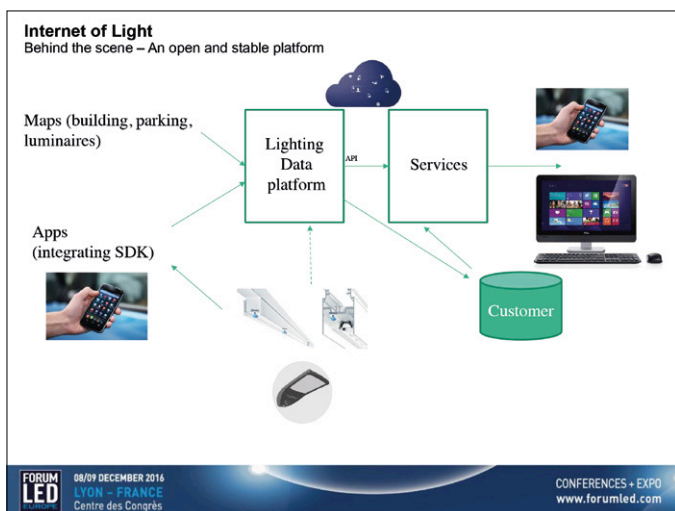 Internet of Light
Behind the scene – An open and stable platform
Maps (building, parking,
luminaires)
Lighting
Data
platform
API
Services
Apps
(integrating SDK)
Customer
FORUM
LED
EUROPE
08/09 DECEMBER 2016
LYON – FRANCE
Centre des Congrès
CONFERENCES + EXPO
www.forumled.com